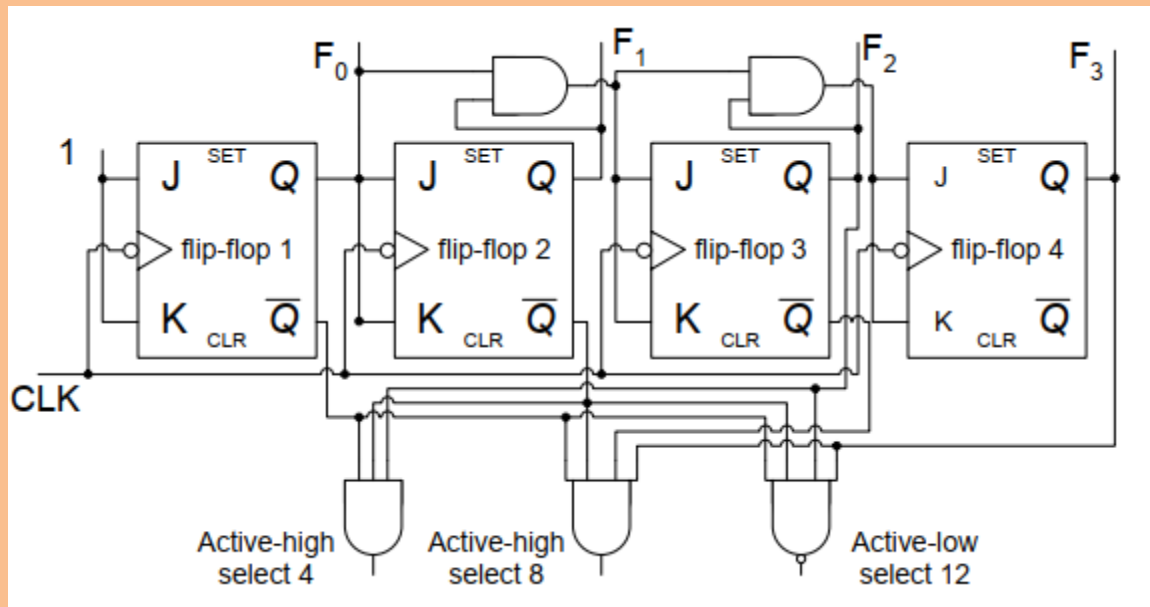 F0
F1
F2
F3
1
SET
J Q
flip-flop 1
K Q̅
CLR
SET
J Q
flip-flop 2
K Q̅
CLR
SET
J Q
flip-flop 3
K Q̅
CLR
SET
J Q
flip-flop 4
K Q̅
CLR
CLK
Active-high
select 4
Active-high
select 8
Active-low
select 12